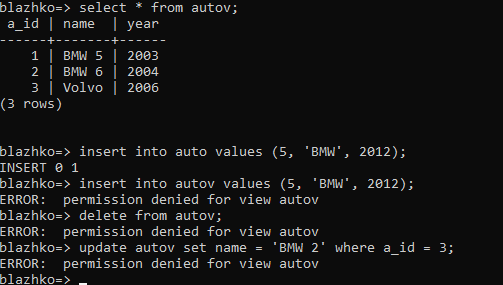 blazhko=> select * from autov;
 a_id | name  | year
------+-------+------
    1 | BMW 5 | 2003
    2 | BMW 6 | 2004
    3 | Volvo | 2006
(3 rows)
blazhko=> insert into auto values (5, 'BMW', 2012);
INSERT 0 1
blazhko=> insert into autov values (5, 'BMW', 2012);
ERROR:  permission denied for view autov
blazhko=> delete from autov;
ERROR:  permission denied for view autov
blazhko=> update autov set name = 'BMW 2' where a_id = 3;
ERROR:  permission denied for view autov
blazhko=>